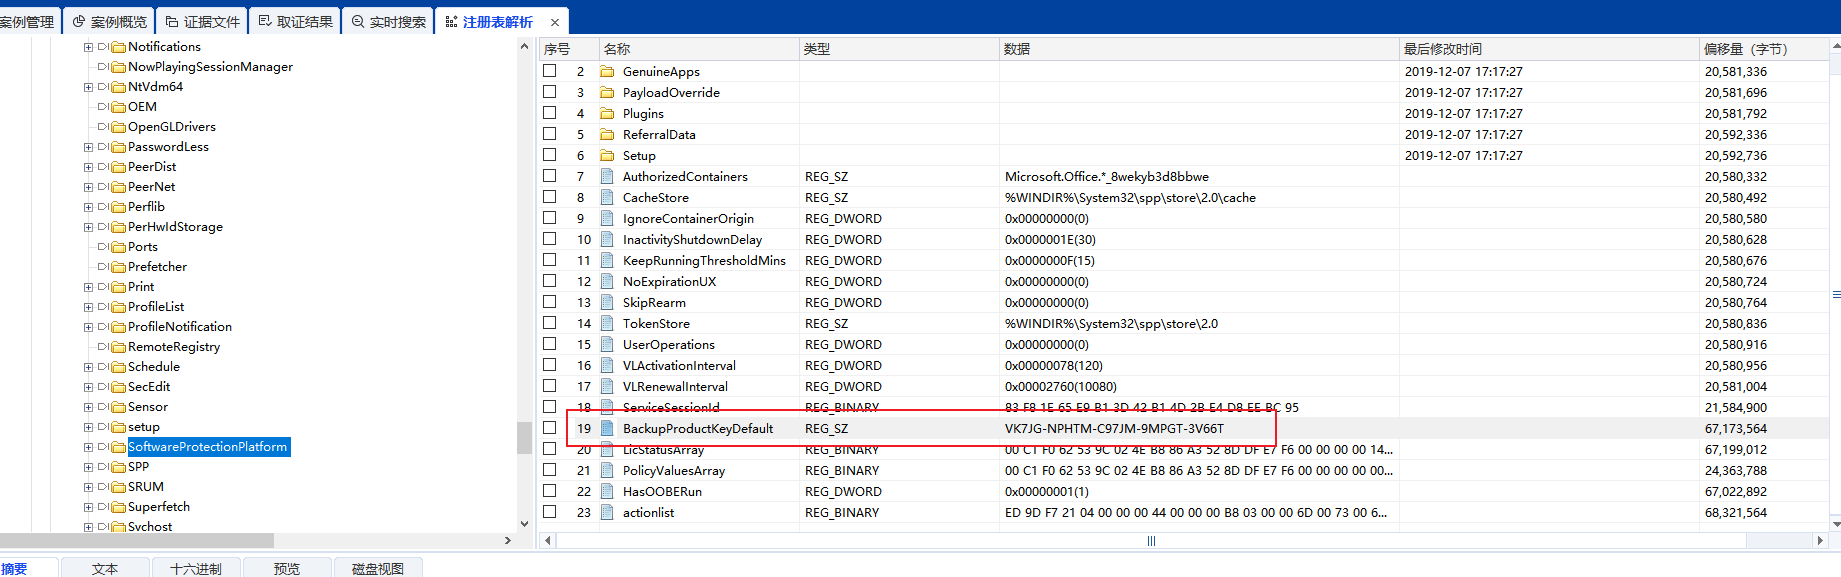 案例管理 案例概览 证据文件 取证结果 实时搜索 注册表解析 ×
Notifications
NowPlayingSessionManager
NtVdm64
OEM
OpenGLDrivers
PasswordLess
PeerDist
PeerNet
Perflib
PerHwIdStorage
Ports
Prefetcher
Print
ProfileList
ProfileNotification
RemoteRegistry
Schedule
SecEdit
Sensor
setup
SoftwareProtectionPlatform
SPP
SRUM
Superfetch
Svchost
序号 名称 类型 数据 最后修改时间 偏移量（字节）
2 GenuineApps 2019-12-07 17:17:27 20,581,336
3 PayloadOverride 2019-12-07 17:17:27 20,581,696
4 Plugins 2019-12-07 17:17:27 20,581,792
5 ReferralData 2019-12-07 17:17:27 20,592,336
6 Setup 2019-12-07 17:17:27 20,592,736
7 AuthorizedContainers REG_SZ Microsoft.Office.*_8wekyb3d8bbwe 20,580,332
8 CacheStore REG_SZ %WINDIR%\System32\spp\store\2.0\cache 20,580,492
9 IgnoreContainerOrigin REG_DWORD 0x00000000(0) 20,580,580
10 InactivityShutdownDelay REG_DWORD 0x0000001E(30) 20,580,628
11 KeepRunningThresholdMins REG_DWORD 0x0000000F(15) 20,580,676
12 NoExpirationUX REG_DWORD 0x00000000(0) 20,580,724
13 SkipRearm REG_DWORD 0x00000000(0) 20,580,764
14 TokenStore REG_SZ %WINDIR%\System32\spp\store\2.0 20,580,836
15 UserOperations REG_DWORD 0x00000000(0) 20,580,916
16 VLActivationInterval REG_DWORD 0x00000078(120) 20,580,956
17 VLRenewalInterval REG_DWORD 0x00002760(10080) 20,581,004
18 ServiceSessionId REG_BINARY 83 F8 1E 65 E9 B1 3D 42 B1 4D 2B E4 D8 EE BC 95 21,584,900
19 BackupProductKeyDefault REG_SZ VK7JG-NPHTM-C97JM-9MPGT-3V66T 67,173,564
20 LicStatusArray REG_BINARY 00 C1 F0 62 53 9C 02 4E B8 86 A3 52 8D DF E7 F6 00 00 00 00 14... 67,199,012
21 PolicyValuesArray REG_BINARY 00 C1 F0 62 53 9C 02 4E B8 86 A3 52 8D DF E7 F6 00 00 00 00 00... 24,363,788
22 HasOOBERun REG_DWORD 0x00000001(1) 67,022,892
23 actionlist REG_BINARY ED 9D F7 21 04 00 00 00 44 00 00 00 B8 03 00 00 6D 00 73 00 6... 68,321,564
摘要 文本 十六进制 预览 磁盘视图